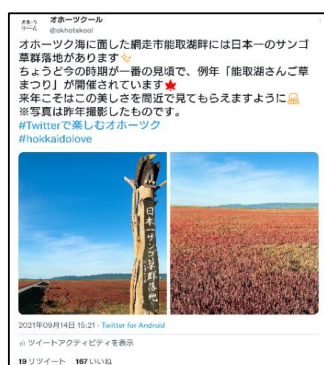 オホーツクール
@okhotskool
オホーツク海に面した網走市能取湖畔には日本一のサンゴ
草群落地があります✨
ちょうど今の時期が一番の見頃で、例年「能取湖さんご草
まつり」が開催されています🍁
来年こそはこの美しさを間近で見てもらえますように🤗
※写真は昨年撮影したものです。
#Twitterで楽しむオホーツク
#hokkaidolove
日本一サンゴ草群落地
2021年09月14日 15:21・Twitter for Android
ツイートアクティビティを表示
19 リツイート 167 いいね